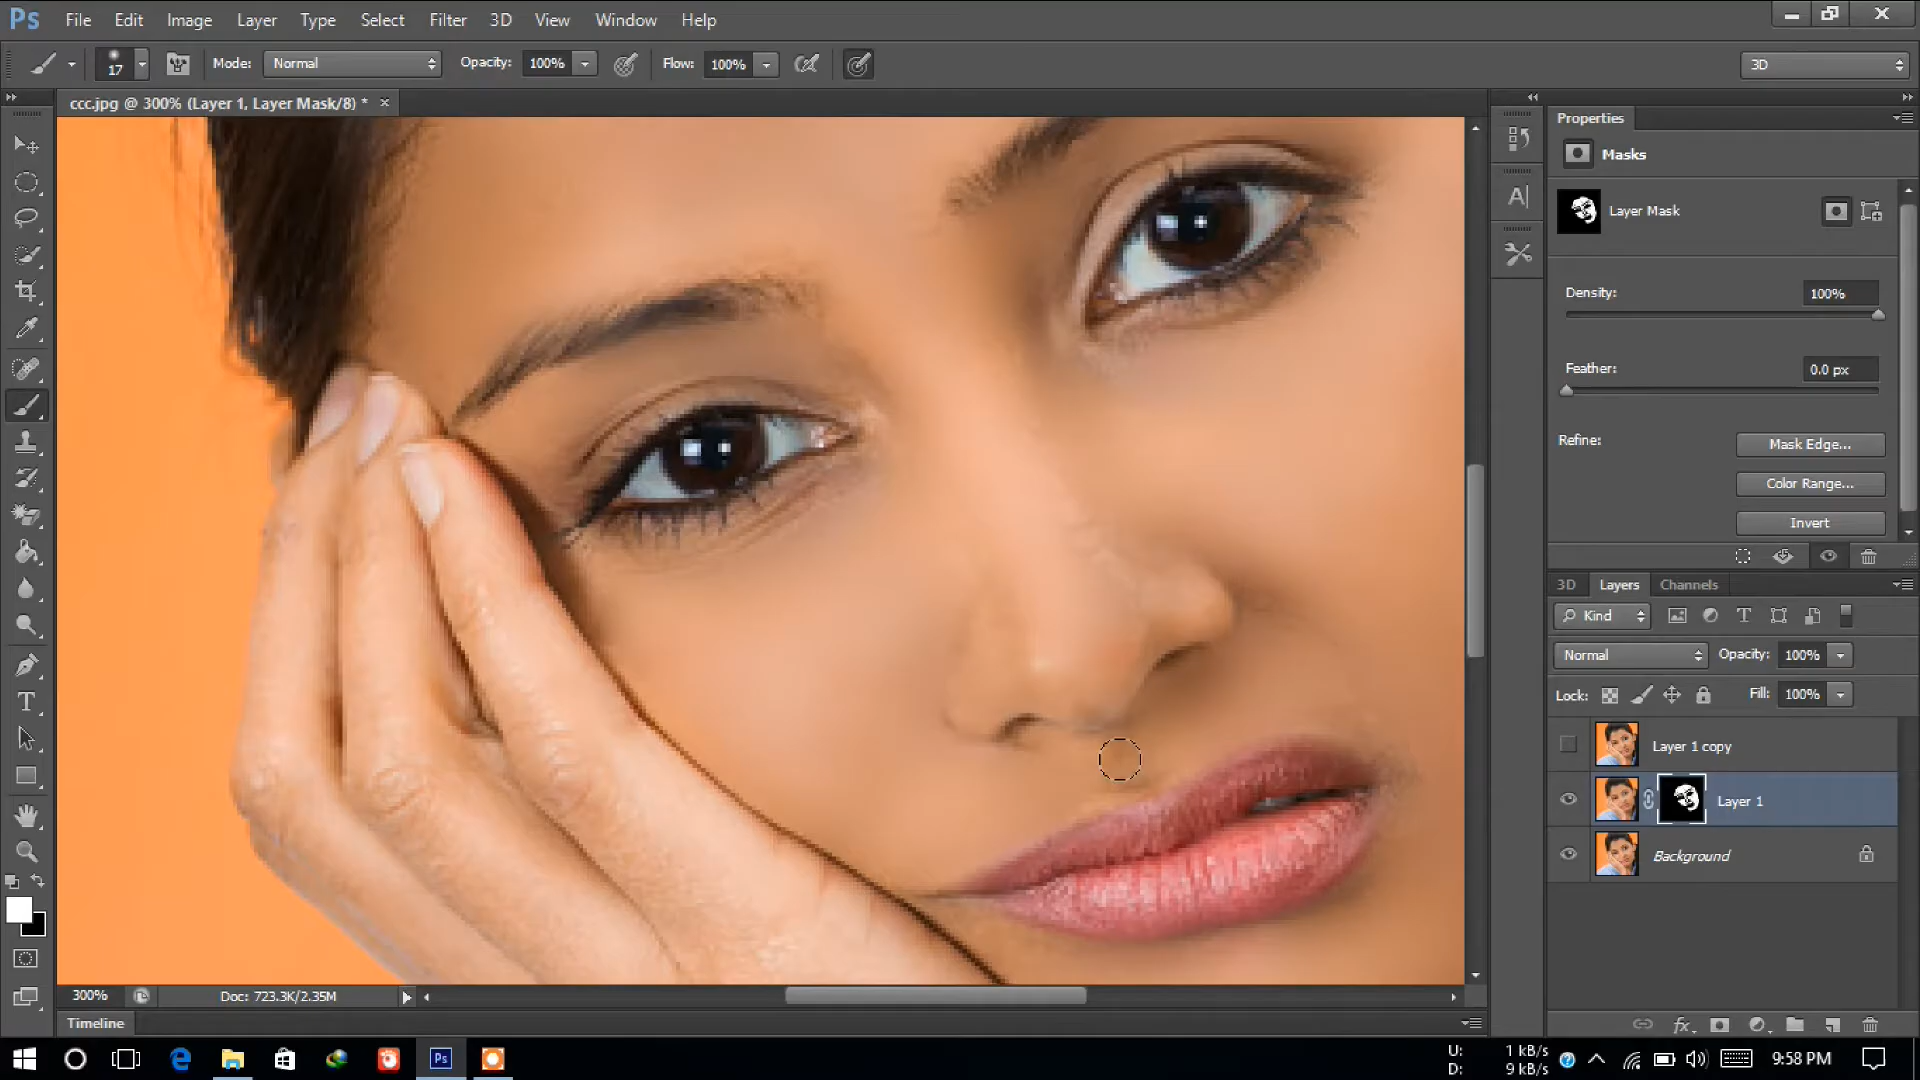 Ps File Edit Image Layer Type Select Filter 3D View Window Help
17 Mode: Normal Opacity: 100% Flow: 100% 3D
ccc.jpg @ 300% (Layer 1, Layer Mask/8) * ×
Properties
Masks
Layer Mask
Density: 100%
Feather: 0.0 px
Refine: Mask Edge...
Color Range...
Invert
3D Layers Channels
Kind
Normal Opacity: 100%
Lock: Fill: 100%
Layer 1 copy
Layer 1
Background
300% Doc: 723.3K/2.35M
Timeline
U: 1 kB/s
D: 9 kB/s
9:58 PM